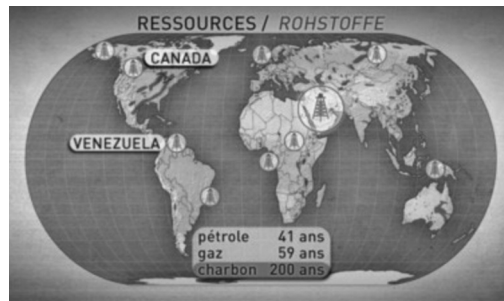 RESSOURCES / ROHSTOFFE
CANADA
VENEZUELA
pétrole 41 ans
gaz 59 ans
charbon 200 ans